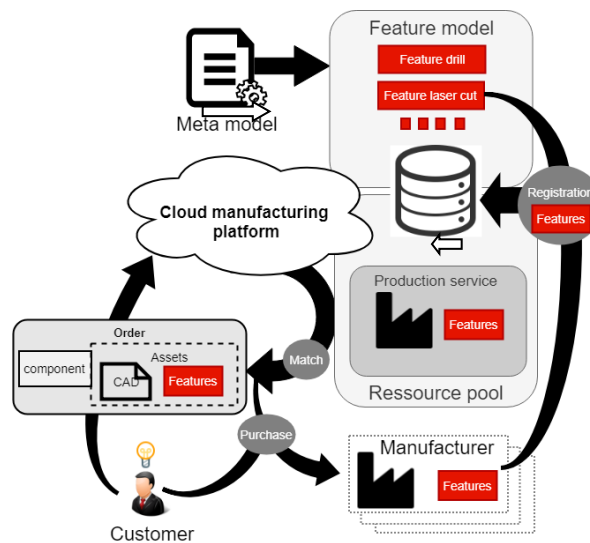 Feature model
Feature drill
Feature laser cut
Meta model
Cloud manufacturing
platform
Registration
Features
Production service
Features
Order
component
Assets
CAD
Features
Match
Ressource pool
Purchase
Manufacturer
Features
Customer